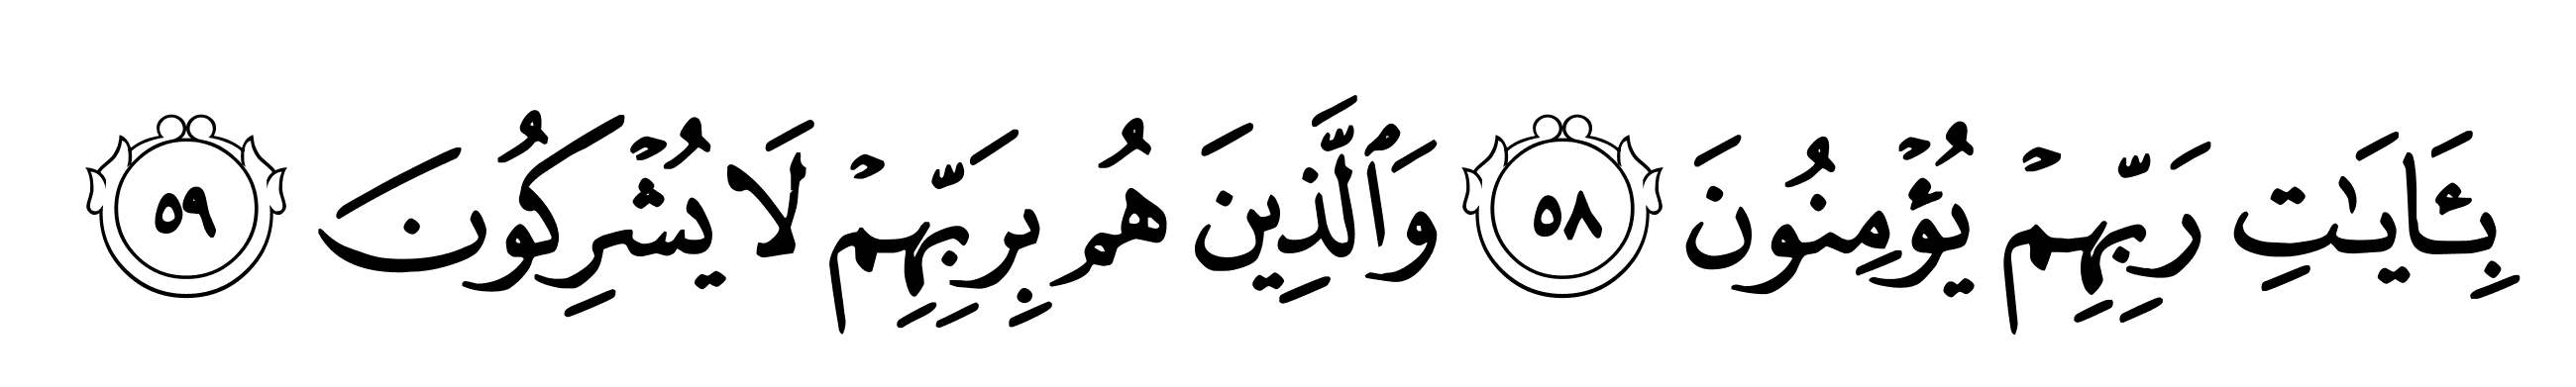 بِـَٔايَٰتِ رَبِّهِمْ يُؤْمِنُونَ ٥٨ وَٱلَّذِينَ هُم بِرَبِّهِمْ لَا يُشْرِكُونَ ٥٩